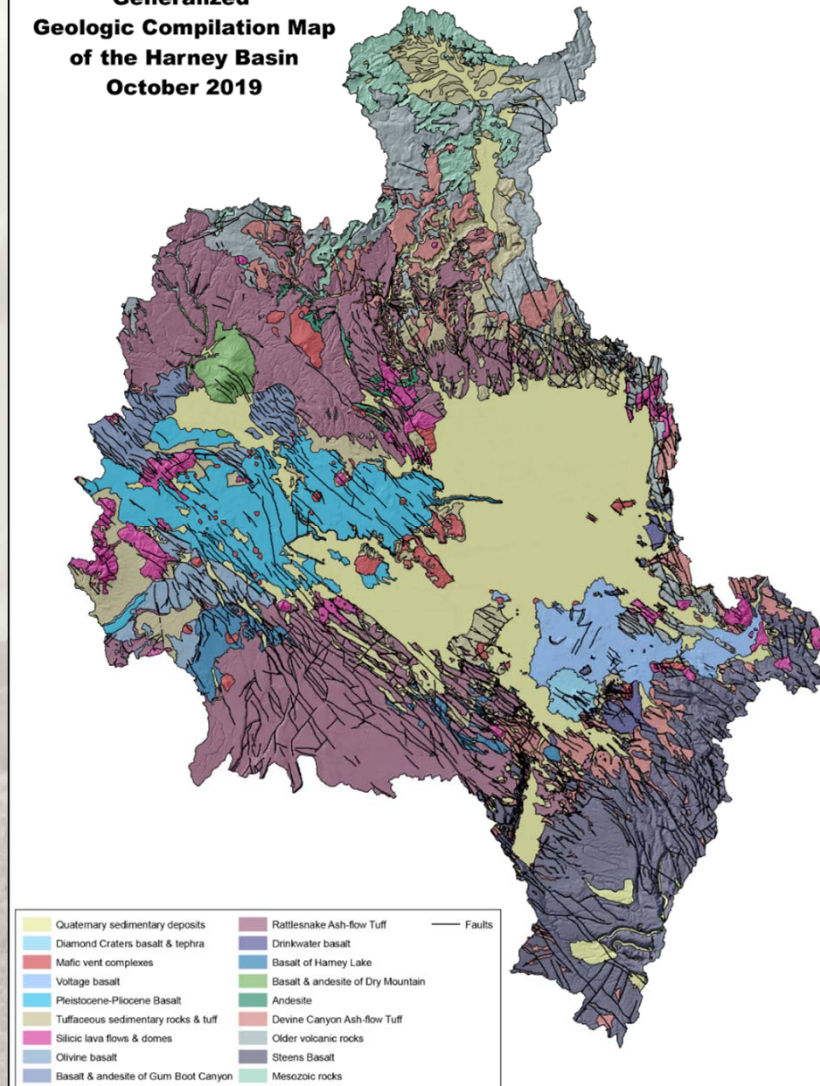 Generalized
Geologic Compilation Map
of the Harney Basin
October 2019
Quaternary sedimentary deposits
Diamond Craters basalt & tephra
Mafic vent complexes
Voltage basalt
Pleistocene-Pliocene Basalt
Tuffaceous sedimentary rocks & tuff
Silicic lava flows & domes
Olivine basalt
Basalt & andesite of Gum Boot Canyon
Rattlesnake Ash-flow Tuff
Drinkwater basalt
Basalt of Harney Lake
Basalt & andesite of Dry Mountain
Andesite
Devine Canyon Ash-flow Tuff
Older volcanic rocks
Steens Basalt
Mesozoic rocks
Faults